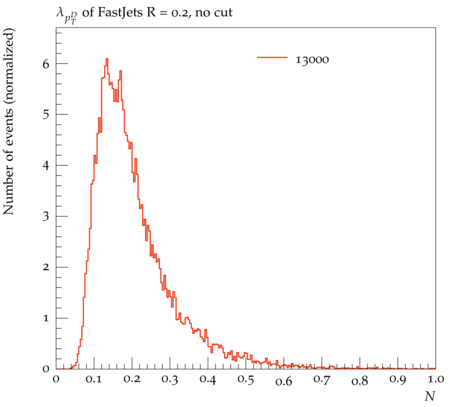 λ_{p_T^D} of FastJets R = 0.2, no cut
Number of events (normalized)
13000
6
5
4
3
2
1
0
0 0.1 0.2 0.3 0.4 0.5 0.6 0.7 0.8 0.9 1.0
N